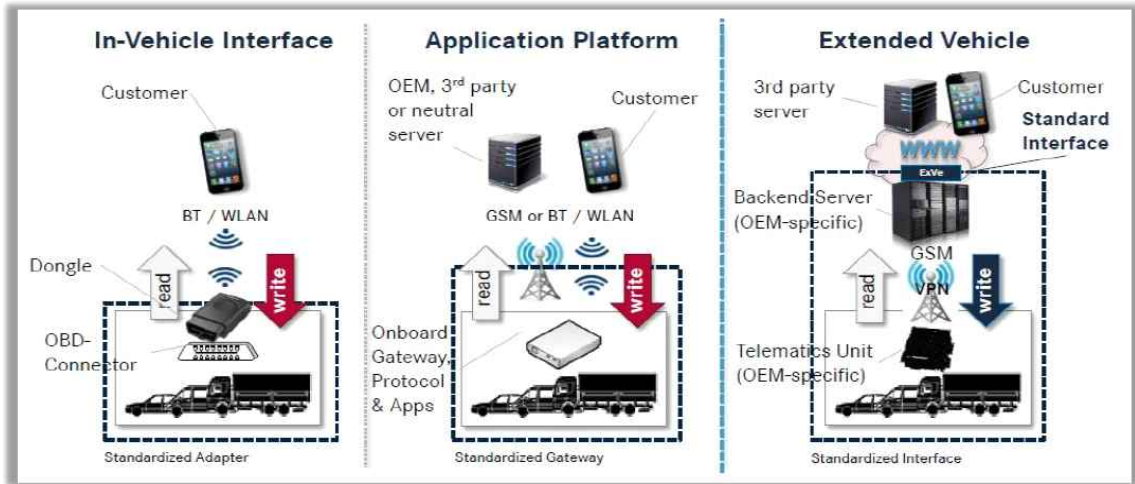 In-Vehicle Interface
Customer
BT / WLAN
Dongle
read
write
OBD-
Connector
Standardized Adapter
Application Platform
OEM, 3rd party
or neutral
server
Customer
GSM or BT / WLAN
read
write
Onboard
Gateway,
Protocol
& Apps
Standardized Gateway
Extended Vehicle
3rd party
server
Customer
Standard
Interface
WWW
ExVe
Backend Server
(OEM-specific)
GSM
VPN
read
write
Telematics Unit
(OEM-specific)
Standardized Interface